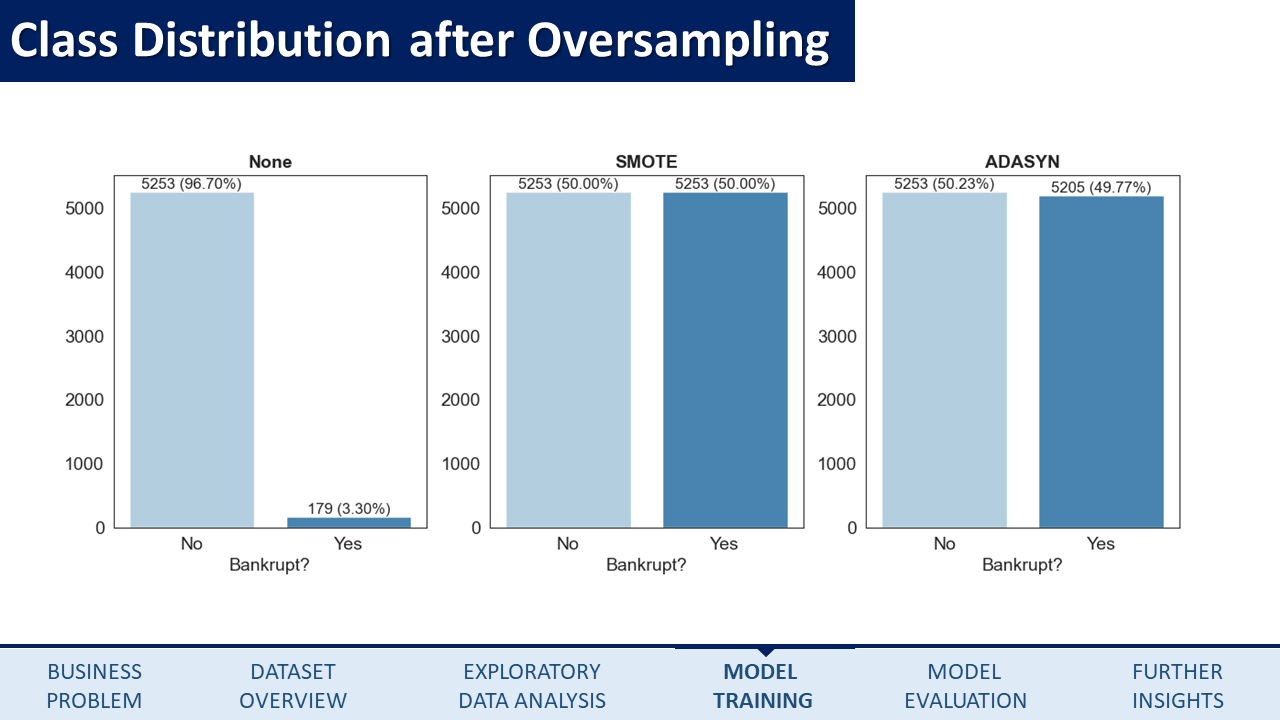 Class Distribution after Oversampling
None
5253 (96.70%)
179 (3.30%)
5000
4000
3000
2000
1000
0
No Yes
Bankrupt?
SMOTE
5253 (50.00%) 5253 (50.00%)
5000
4000
3000
2000
1000
0
No Yes
Bankrupt?
ADASYN
5253 (50.23%) 5205 (49.77%)
5000
4000
3000
2000
1000
0
No Yes
Bankrupt?
BUSINESS
PROBLEM
DATASET
OVERVIEW
EXPLORATORY
DATA ANALYSIS
MODEL
TRAINING
MODEL
EVALUATION
FURTHER
INSIGHTS